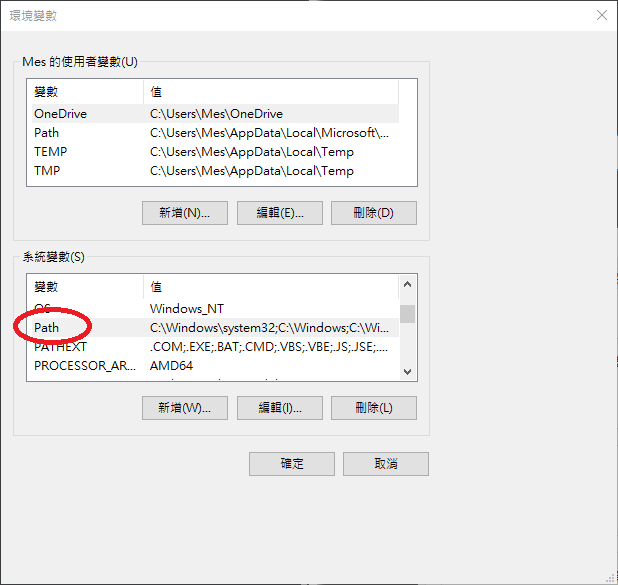 環境變數
Mes 的使用者變數(U)
變數 值
OneDrive C:\Users\Mes\OneDrive
Path C:\Users\Mes\AppData\Local\Microsoft\...
TEMP C:\Users\Mes\AppData\Local\Temp
TMP C:\Users\Mes\AppData\Local\Temp
新增(N)... 編輯(E)... 刪除(D)
系統變數(S)
變數 值
OS Windows_NT
Path C:\Windows\system32;C:\Windows;C:\Wi...
PATHEXT .COM;.EXE;.BAT;.CMD;.VBS;.VBE;.JS;.JSE;....
PROCESSOR_AR... AMD64
新增(W)... 編輯(I)... 刪除(L)
確定 取消